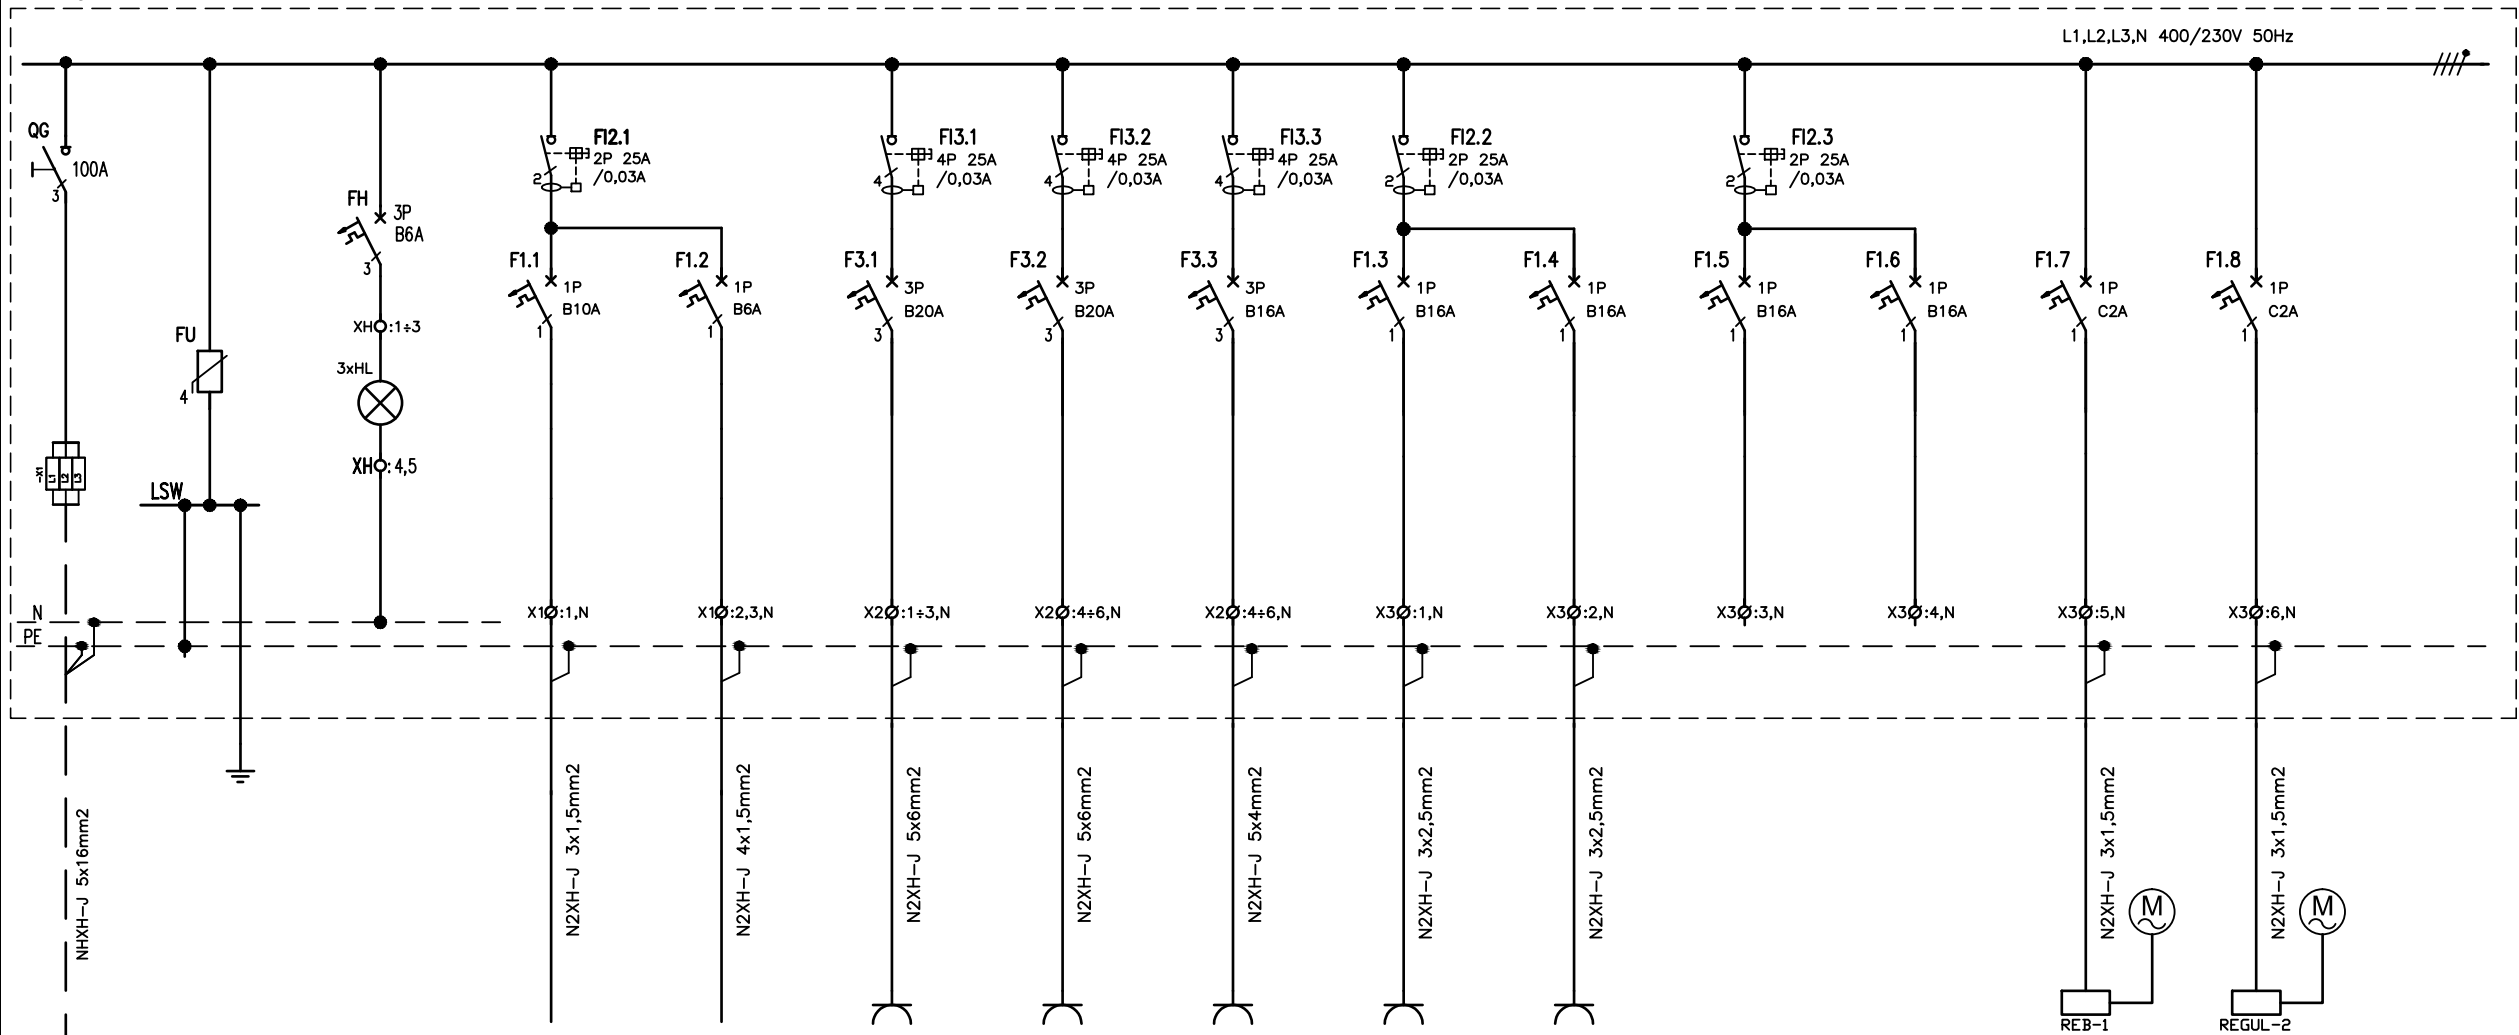 L1,L2,L3,N 400/230V 50Hz
QG
100A
3
FH
3P
B6A
3
XH :1÷3
3xHL
XH :4,5
FU
4
-X1
L1
L2
L3
LSW
N
PE
FI2.1
2P 25A
/0,03A
2
FI3.1
4P 25A
/0,03A
4
FI3.2
4P 25A
/0,03A
4
FI3.3
4P 25A
/0,03A
4
FI2.2
2P 25A
/0,03A
2
FI2.3
2P 25A
/0,03A
2
F1.1
1P
B10A
1
F1.2
1P
B6A
1
F3.1
3P
B20A
3
F3.2
3P
B20A
3
F3.3
3P
B16A
3
F1.3
1P
B16A
1
F1.4
1P
B16A
1
F1.5
1P
B16A
1
F1.6
1P
B16A
1
F1.7
1P
C2A
1
F1.8
1P
C2A
1
X1 :1,N
X1 :2,3,N
X2 :1÷3,N
X2 :4÷6,N
X2 :4÷6,N
X3 :1,N
X3 :2,N
X3 :3,N
X3 :4,N
X3 :5,N
X3 :6,N
NHXH-J 5x16mm2
N2XH-J 3x1,5mm2
N2XH-J 4x1,5mm2
N2XH-J 5x6mm2
N2XH-J 5x6mm2
N2XH-J 5x4mm2
N2XH-J 3x2,5mm2
N2XH-J 3x2,5mm2
N2XH-J 3x1,5mm2
N2XH-J 3x1,5mm2
M
M
REB-1
REGUL-2